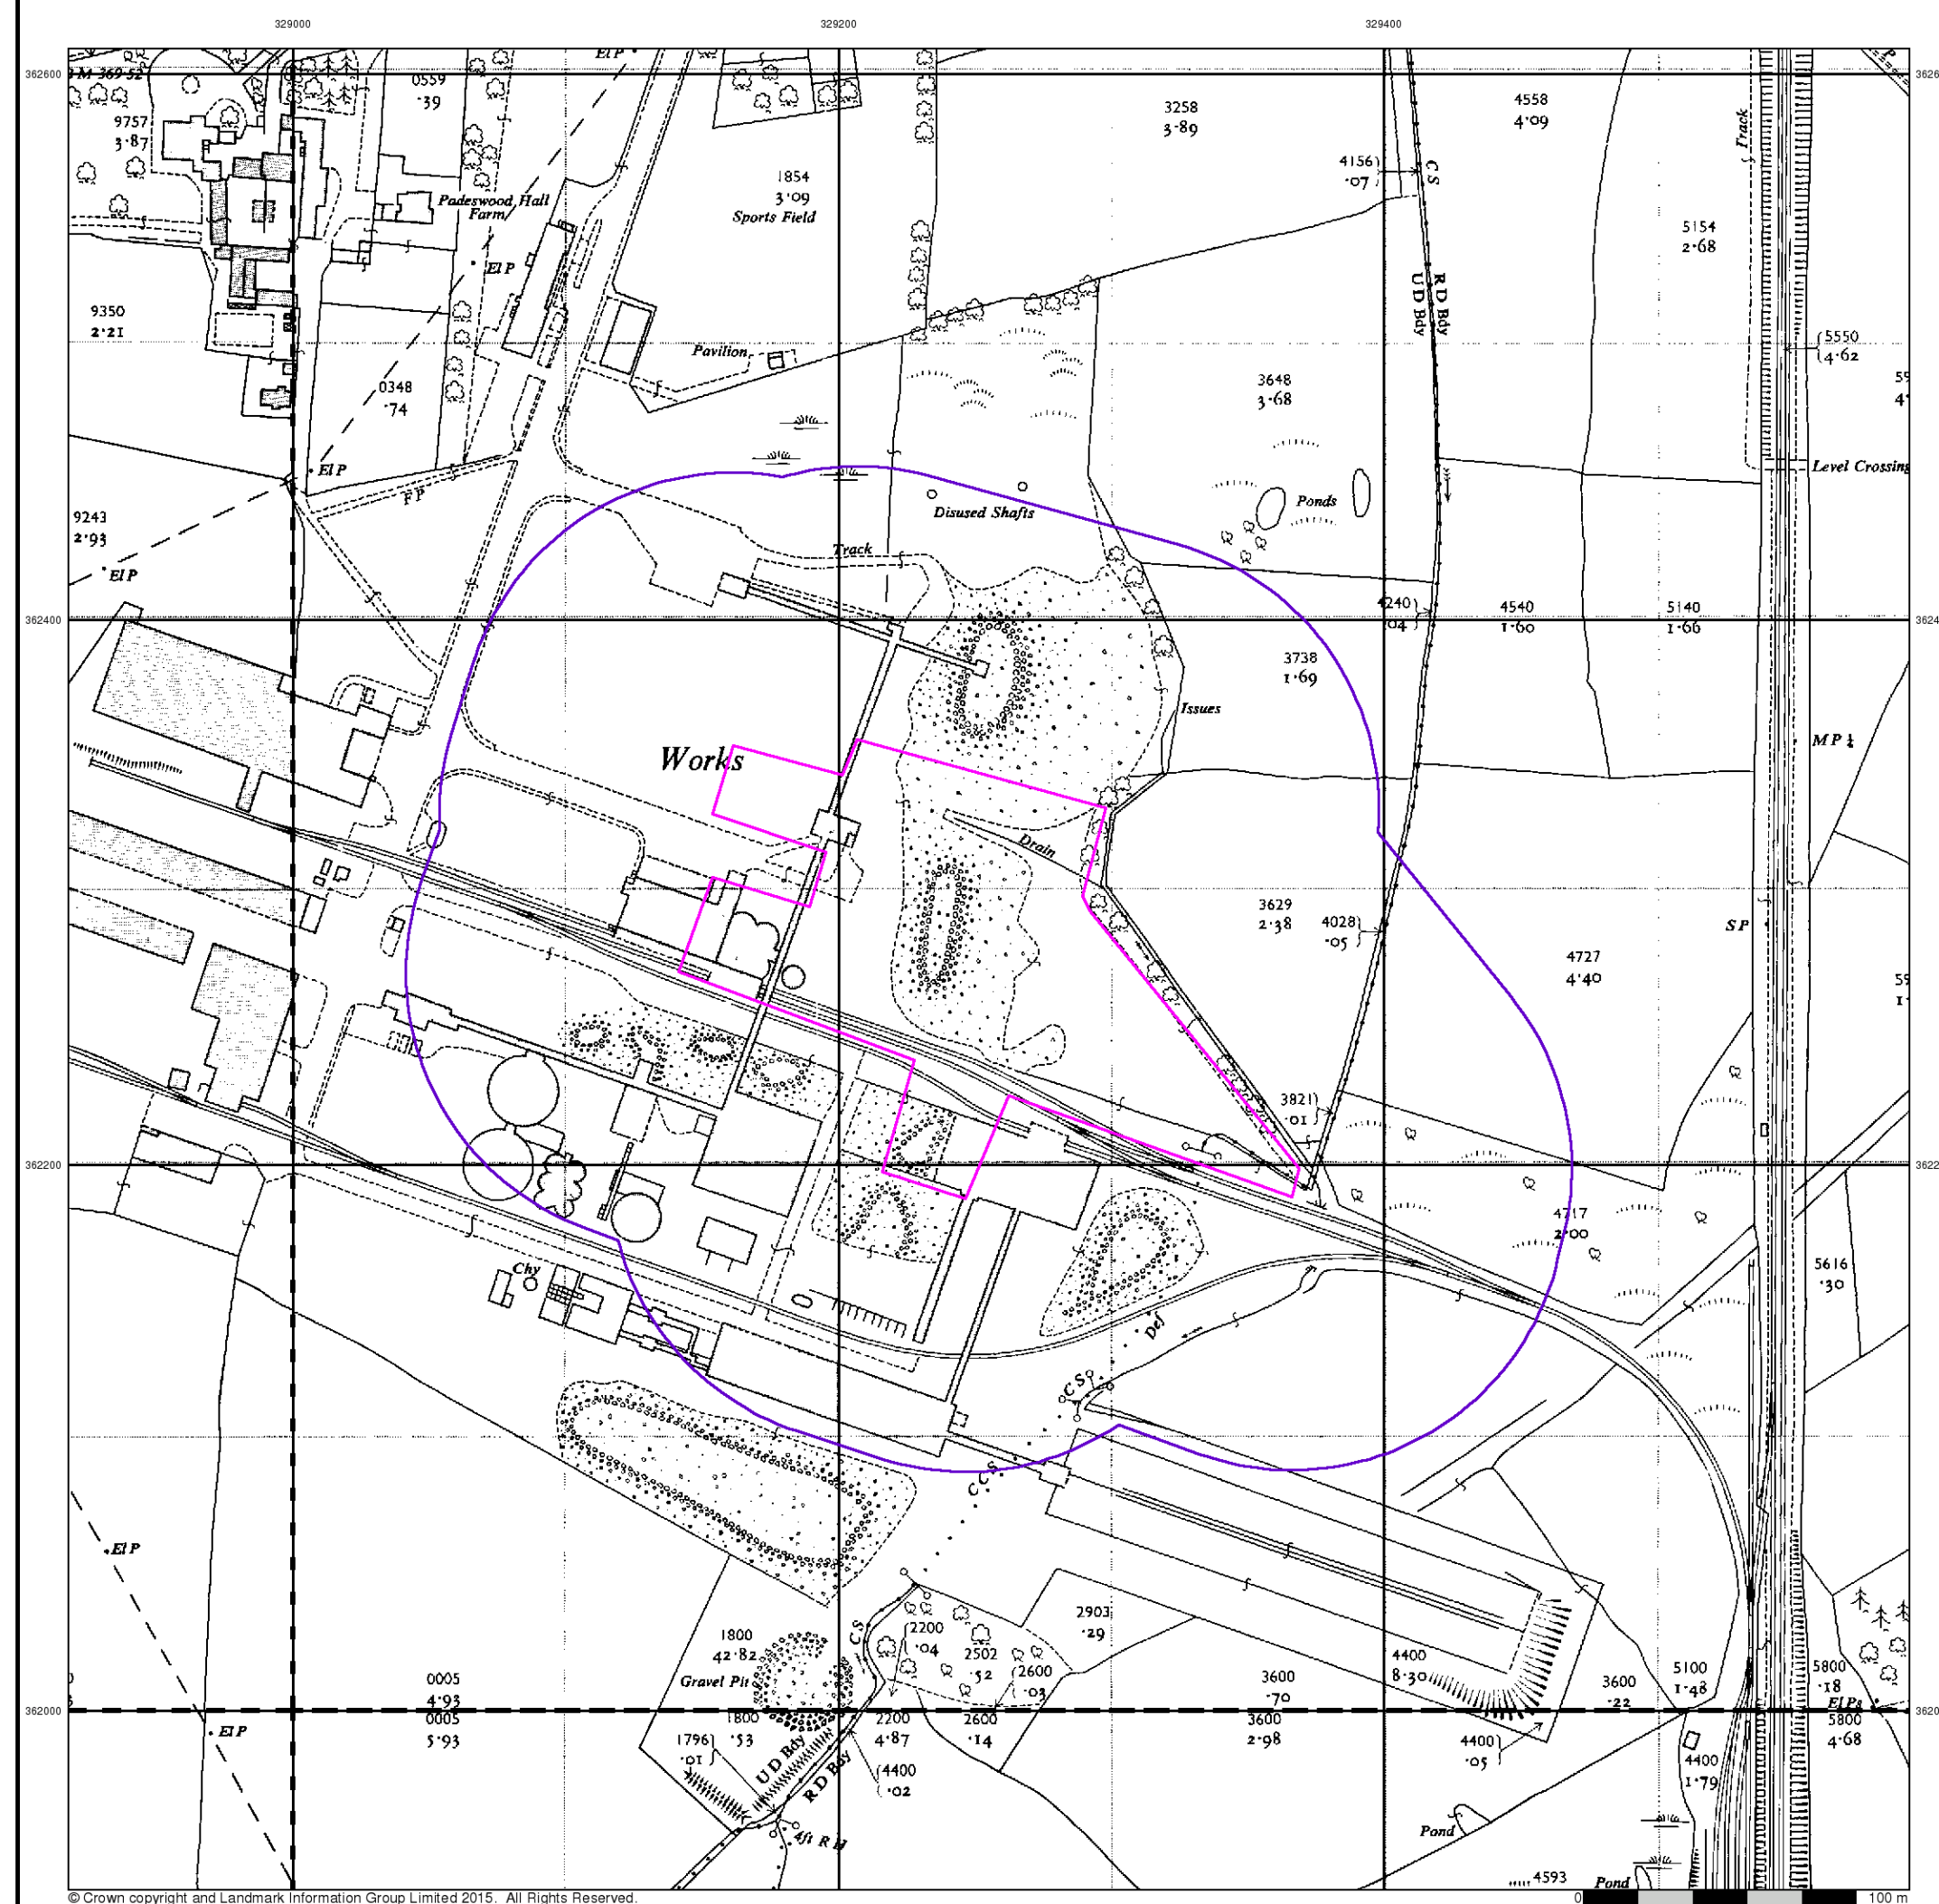 329000 329200 329400
362600 3626
362400 3624
362200 3622
362000 3620
M 369·52
El P
0559
·39
9757
3·87
3258
3·89
4558
4·09
Track
4156
·07
C S
1854
3·09
Sports Field
Padeswood Hall
Farm
5154
2·68
El P
R D Bdy
U D Bdy
9350
2·21
5550
4·62
Pavilion
0348
·74
3648
3·68
El P
F P
Level Crossing
9243
2·93
Ponds
Disused Shafts
El P
Track
4240
·04
4540
1·60
5140
1·66
3738
1·69
Issues
M P
Works
Drain
3629
2·38
4028
·05
S P
4727
4·40
3821
·01
4717
2·00
5616
·30
Chy
Def
C S
C C S
El P
C S
2200
·04
2903
·29
1800
42·82
Gravel Pit
2502
·52
2600
·03
0005
4·93
3600
·70
4400
8·30
3600
·22
5100
1·48
5800
·18
El Ps
0005
5·93
1800
·53
2200
4·87
2600
·14
3600
2·98
5800
4·68
El P
1796
·01
U D Bdy
R D Bdy
4400
·02
4400
·05
4400
1·79
4ft R H
Pond
4593
Pond
© Crown copyright and Landmark Information Group Limited 2015. All Rights Reserved.
0 100 m